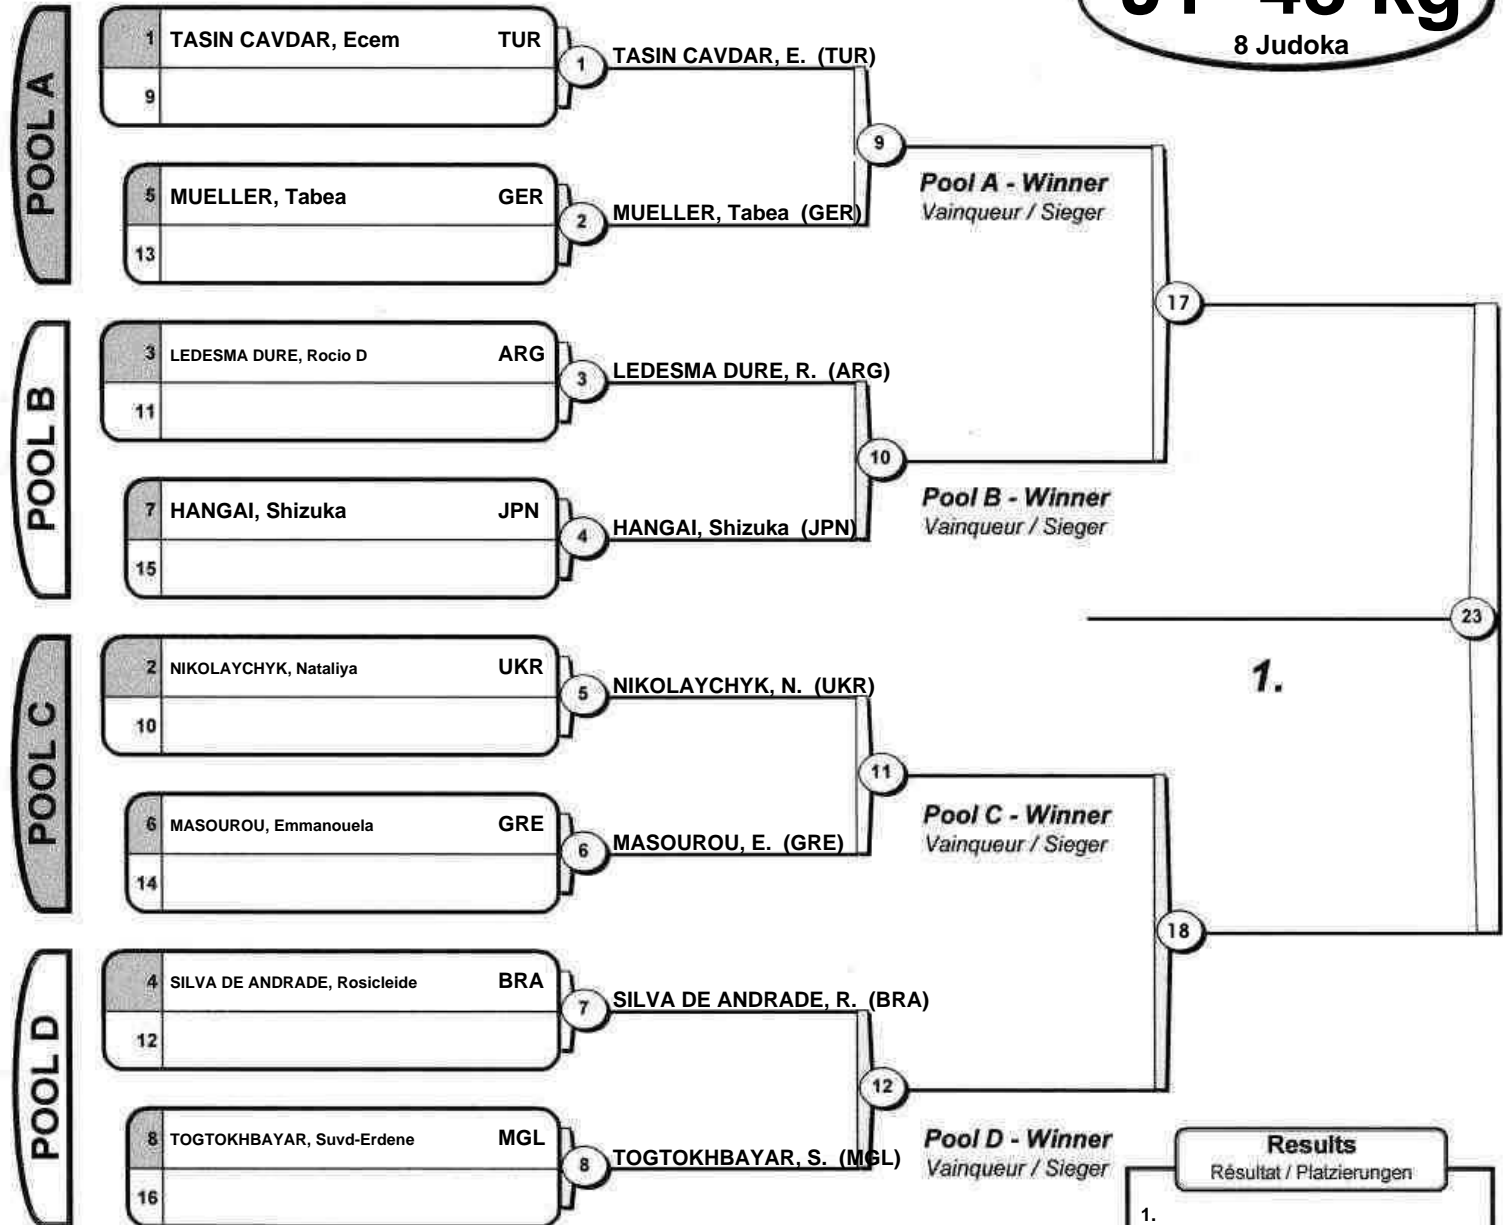 J1 -48 kg
8 Judoka
POOL A
1 TASIN CAVDAR, Ecem TUR
9
1
TASIN CAVDAR, E. (TUR)
5 MUELLER, Tabea GER
13
2
MUELLER, Tabea (GER)
9
Pool A - Winner
Vainqueur / Sieger
17
POOL B
3 LEDESMA DURE, Rocio D ARG
11
3
LEDESMA DURE, R. (ARG)
7 HANGAI, Shizuka JPN
15
4
HANGAI, Shizuka (JPN)
10
Pool B - Winner
Vainqueur / Sieger
23
1.
POOL C
2 NIKOLAYCHYK, Nataliya UKR
10
5
NIKOLAYCHYK, N. (UKR)
6 MASOUROU, Emmanouela GRE
14
6
MASOUROU, E. (GRE)
11
Pool C - Winner
Vainqueur / Sieger
18
POOL D
4 SILVA DE ANDRADE, Rosicleide BRA
12
7
SILVA DE ANDRADE, R. (BRA)
8 TOGTOKHBAYAR, Suvd-Erdene MGL
16
8
TOGTOKHBAYAR, S. (MGL)
12
Pool D - Winner
Vainqueur / Sieger
Results
Résultat / Platzierungen
1.